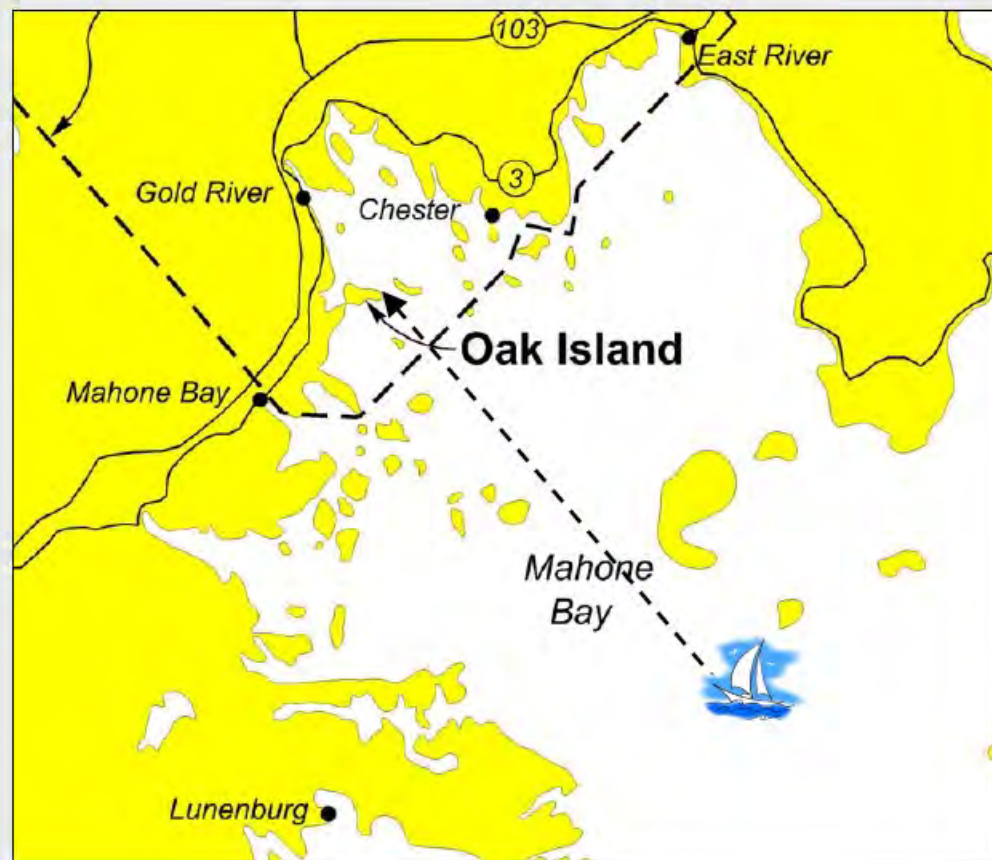 103
East River
Gold River
3
Chester
Oak Island
Mahone Bay
Mahone
Bay
Lunenburg